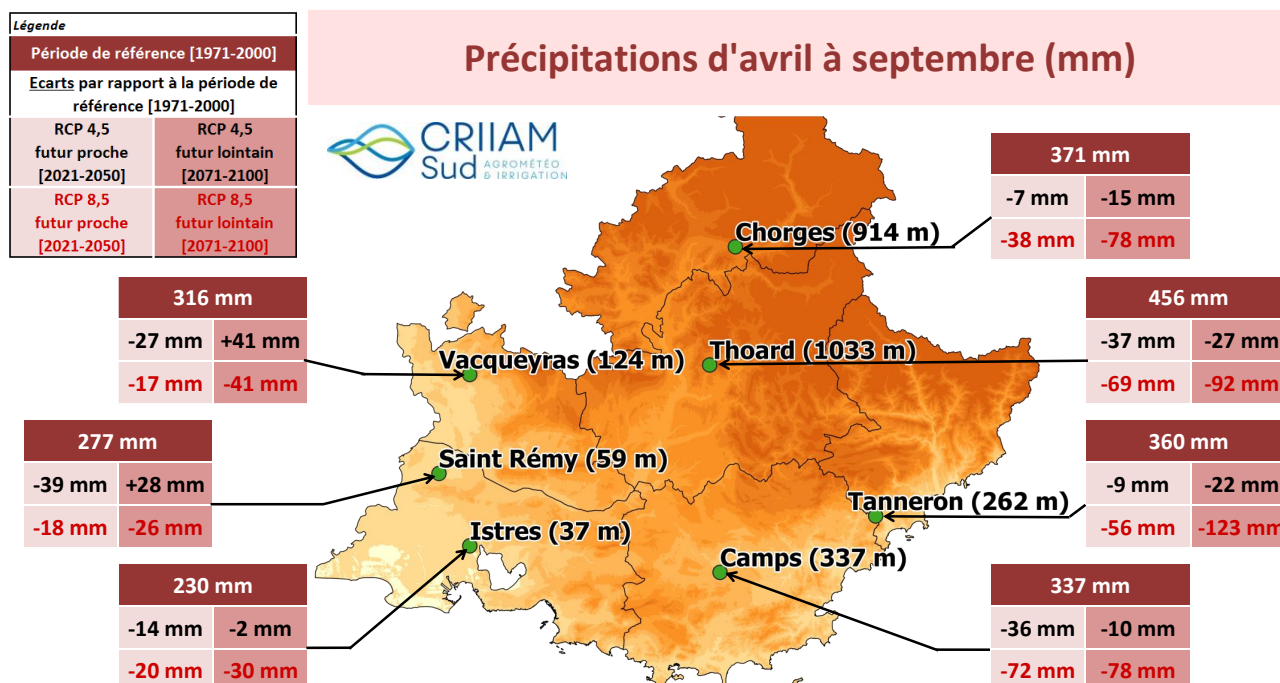 Légende
Période de référence [1971-2000]
Ecarts par rapport à la période de
référence [1971-2000]
RCP 4,5
futur proche
[2021-2050]
RCP 4,5
futur lointain
[2071-2100]
RCP 8,5
futur proche
[2021-2050]
RCP 8,5
futur lointain
[2071-2100]
Précipitations d'avril à septembre (mm)
CRIIAM
Sud AGROMÉTÉO
& IRRIGATION
371 mm
-7 mm -15 mm
-38 mm -78 mm
Chorges (914 m)
316 mm
-27 mm +41 mm
-17 mm -41 mm
Vacqueyras (124 m)
Thoard (1033 m)
456 mm
-37 mm -27 mm
-69 mm -92 mm
277 mm
-39 mm +28 mm
-18 mm -26 mm
Saint Rémy (59 m)
360 mm
-9 mm -22 mm
-56 mm -123 mm
Tanneron (262 m)
Istres (37 m)
Camps (337 m)
230 mm
-14 mm -2 mm
-20 mm -30 mm
337 mm
-36 mm -10 mm
-72 mm -78 mm